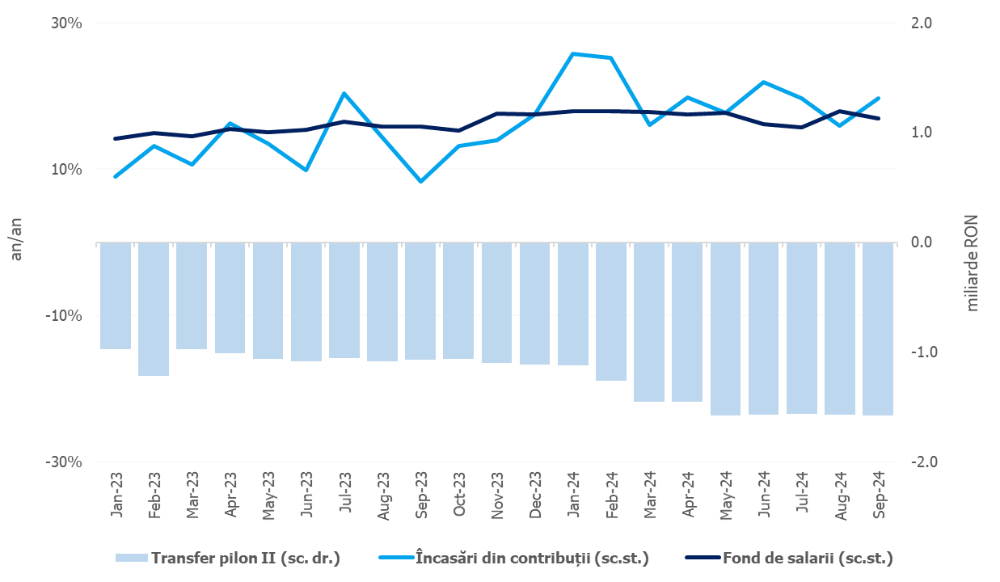 30%
10%
-10%
-30%
an/an
2.0
1.0
0.0
-1.0
-2.0
miliarde RON
Jan-23
Feb-23
Mar-23
Apr-23
May-23
Jun-23
Jul-23
Aug-23
Sep-23
Oct-23
Nov-23
Dec-23
Jan-24
Feb-24
Mar-24
Apr-24
May-24
Jun-24
Jul-24
Aug-24
Sep-24
Transfer pilon II (sc. dr.)
Încasări din contribuții (sc.st.)
Fond de salarii (sc.st.)